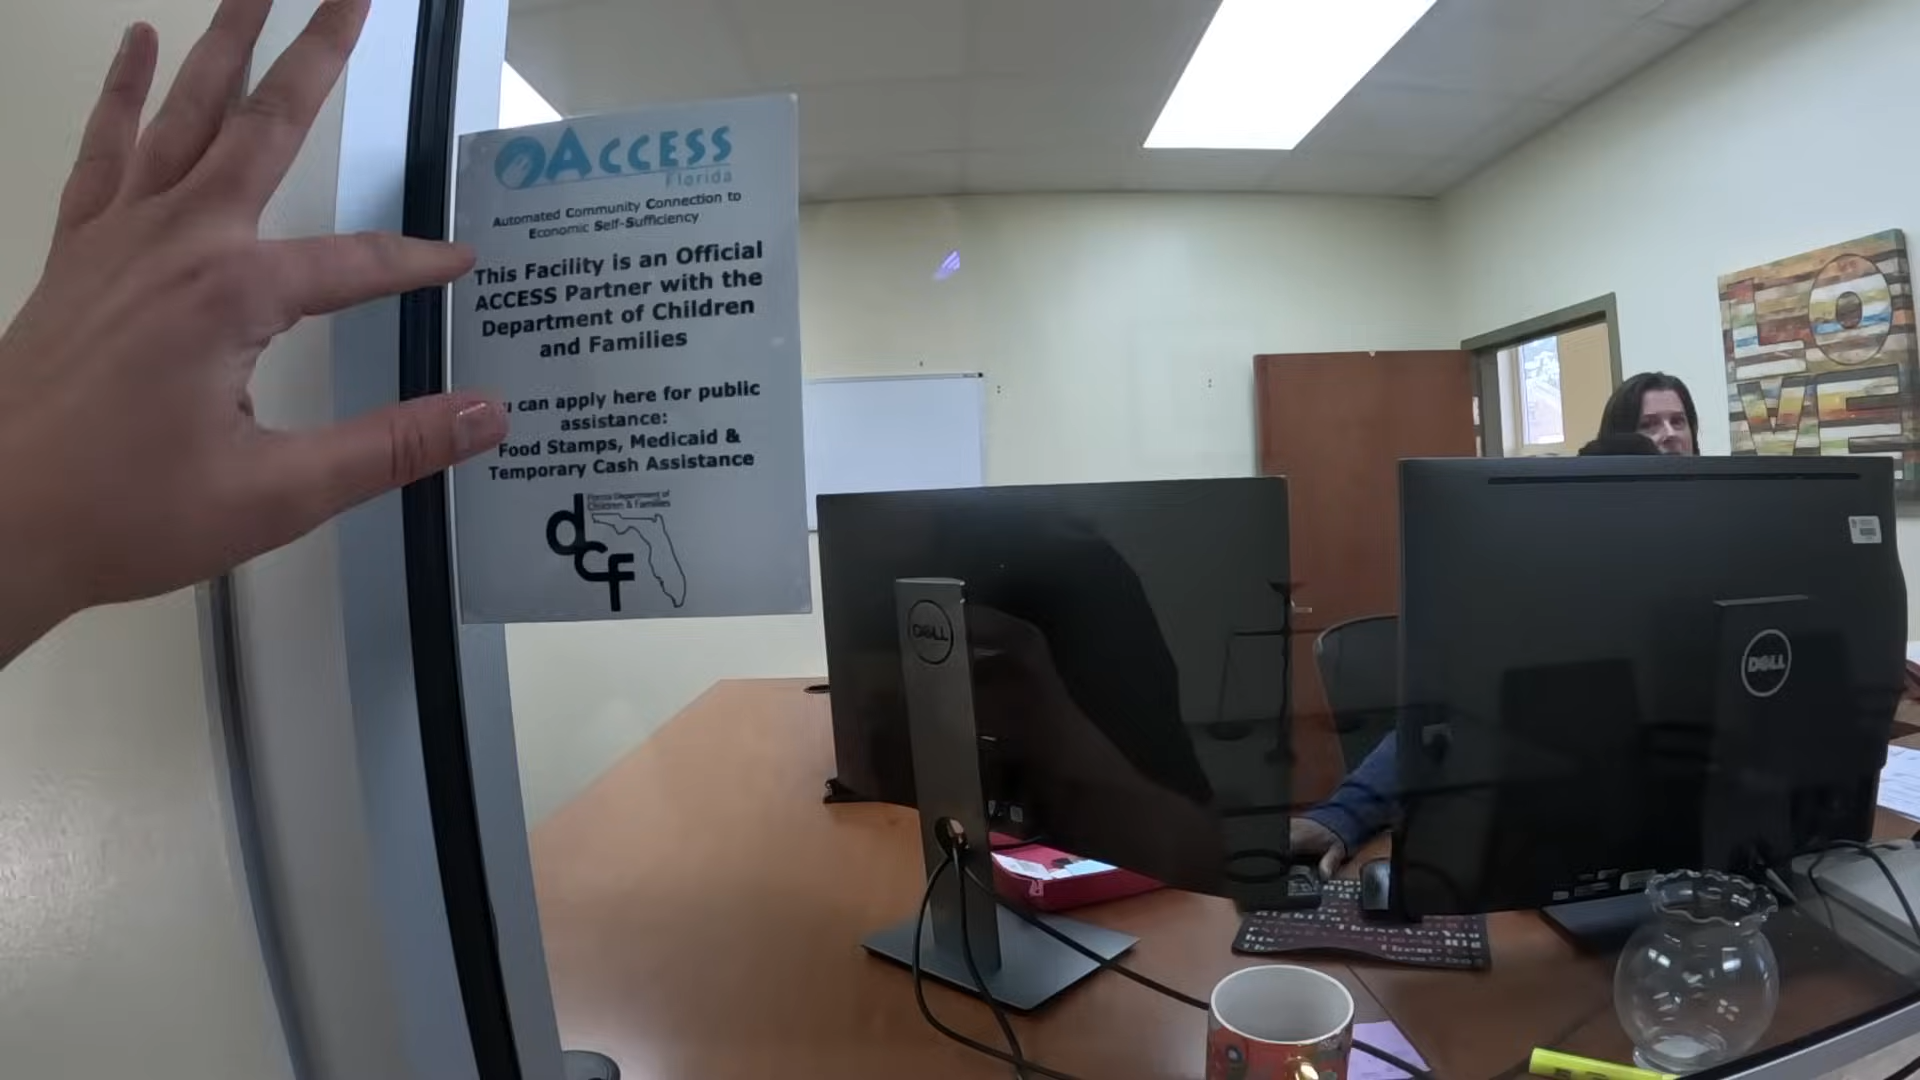 ACCESS
Florida
Automated Community Connection to
Economic Self-Sufficiency
This Facility is an Official
ACCESS Partner with the
Department of Children
and Families
can apply here for public
assistance:
Food Stamps, Medicaid &
Temporary Cash Assistance
Florida Department of
Children & Families
dcf
LO
VE
DELL
DELL